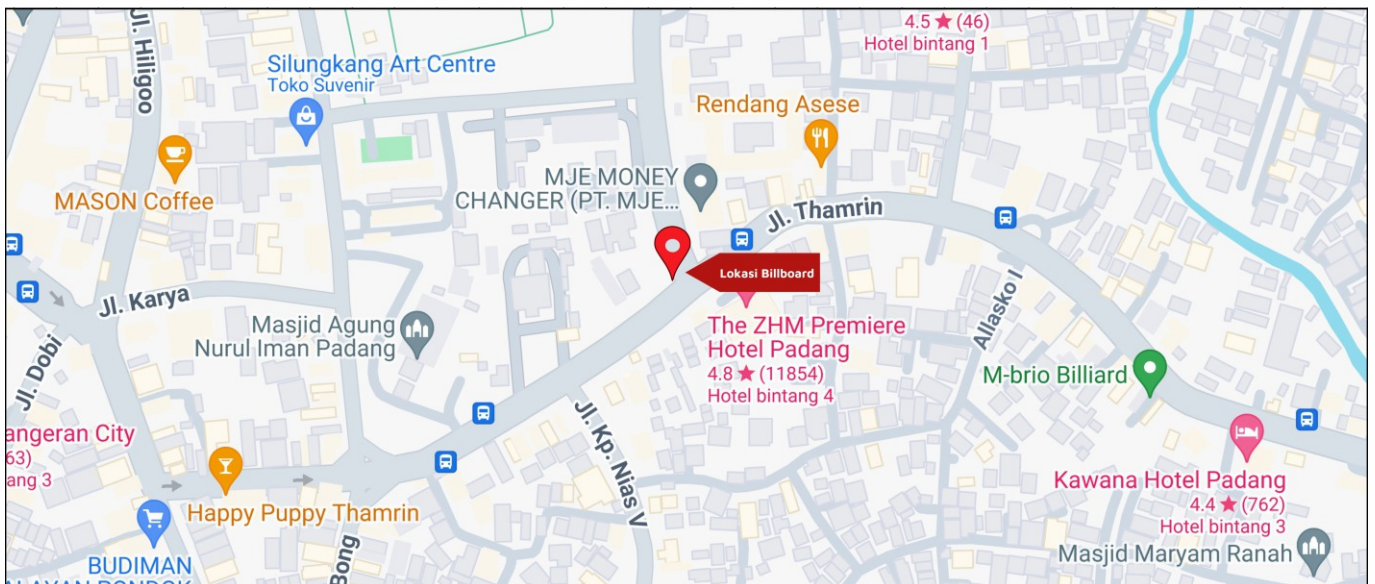 4.5 ★ (46)
Hotel bintang 1
Jl. Hiligoo
Silungkang Art Centre
Toko Suvenir
Rendang Asese
MASON Coffee
MJE MONEY
CHANGER (PT. MJE...
Jl. Thamrin
Lokasi Billboard
Jl. Karya
Masjid Agung
Nurul Iman Padang
The ZHM Premiere
Hotel Padang
4.8 ★ (11854)
Hotel bintang 4
Allasko I
M-brio Billiard
Jl. Dobi
angeran City
63)
ang 3
Jl. Kp. Nias V
Happy Puppy Thamrin
Kawana Hotel Padang
4.4 ★ (762)
Hotel bintang 3
BUDIMAN
Bong
Masjid Maryam Ranah